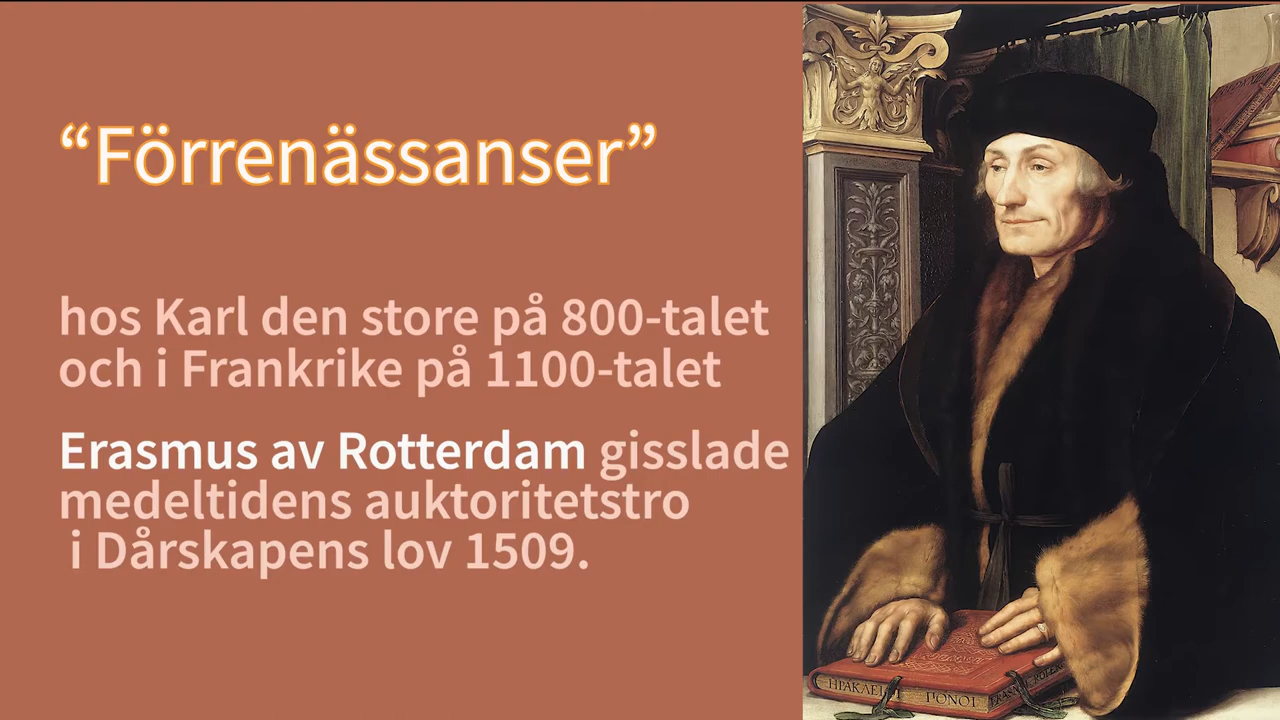 “Förrenässanser”
hos Karl den store på 800-talet
och i Frankrike på 1100-talet
Erasmus av Rotterdam gisslade
medeltidens auktoritetstro
i Dårskapens lov 1509.
ΗΡΑΚΛΕΙΟΙ ΠΟΝΟΙ